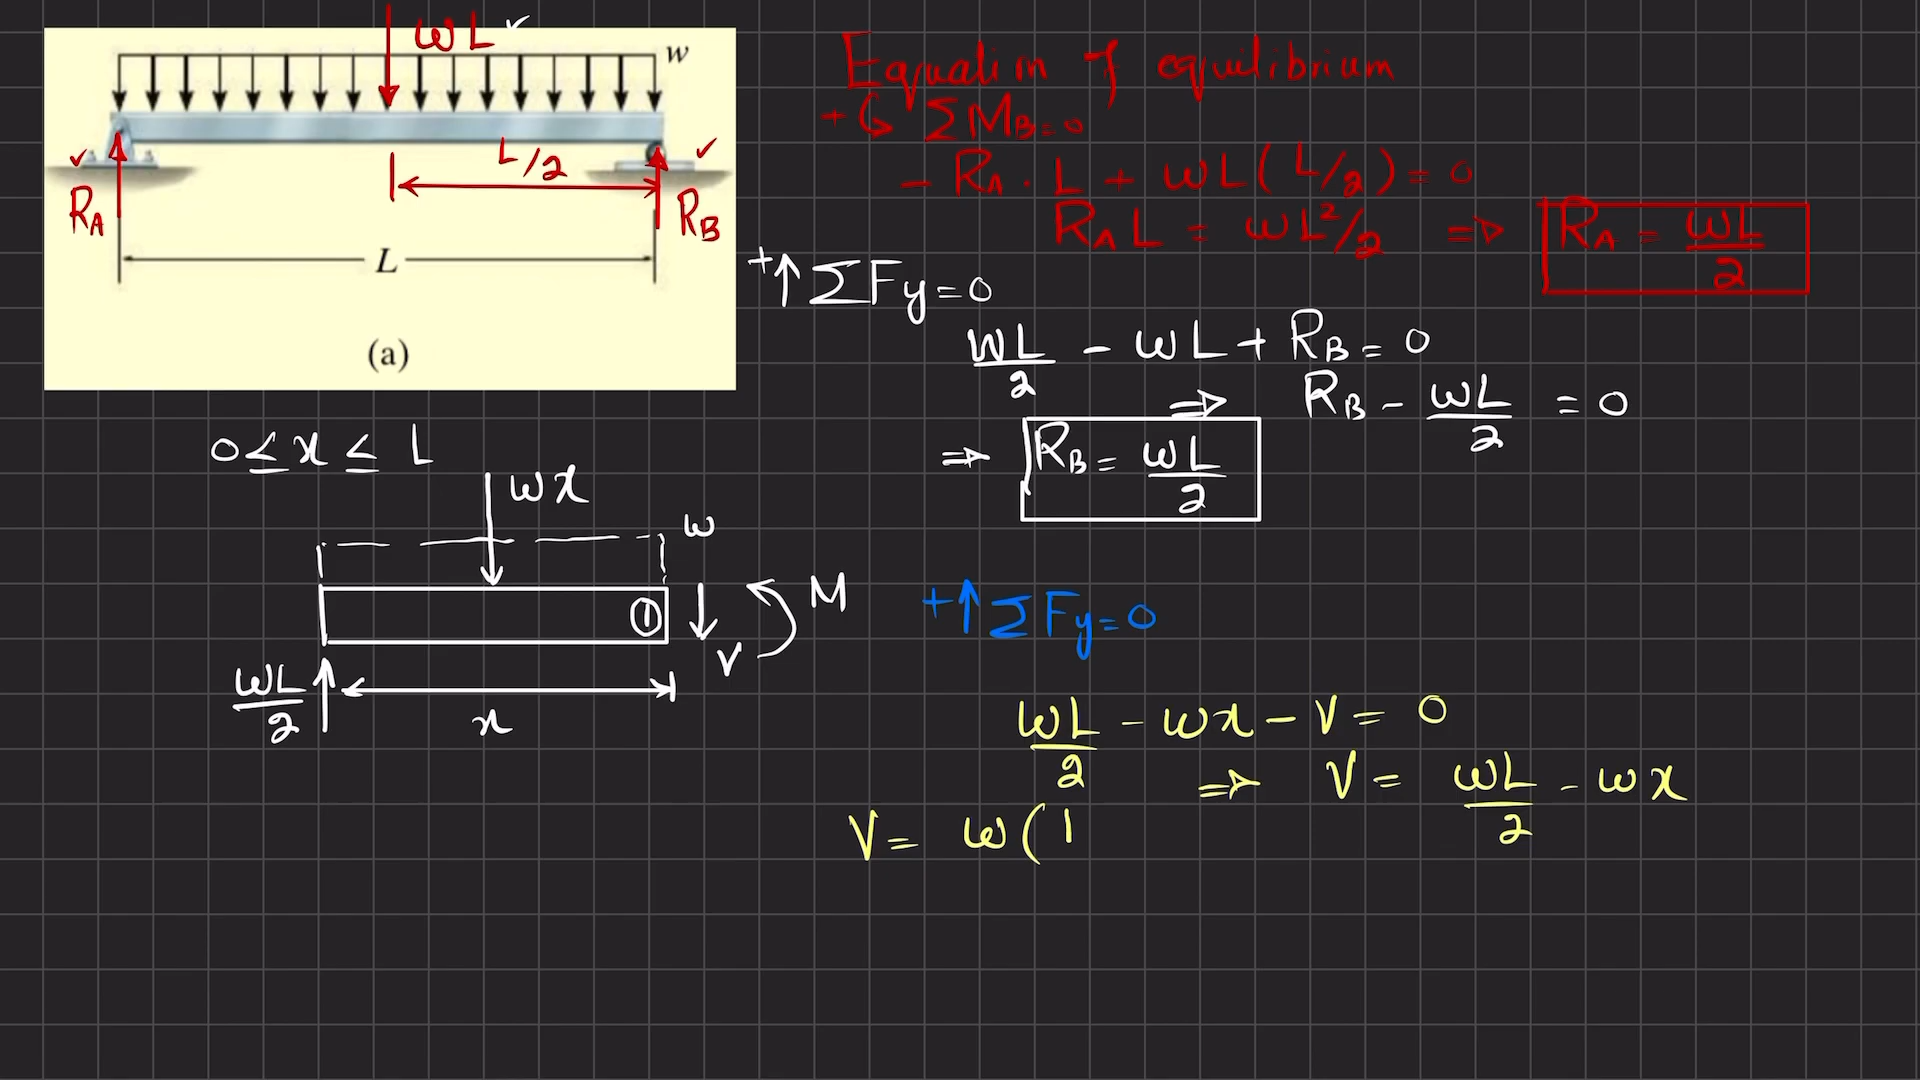 wL
w
L/2
RA
RB
L
(a)
Equation of equilibrium
+ ΣMB=0
- RA . L + wL(L/2) = 0
RAL = wL²/2 ⇒ RA = wL/2
+↑ΣFy=0
wL/2 - wL + RB = 0
⇒ RB - wL/2 = 0
⇒ RB = wL/2
0≤x≤L
wx
w
①
V
M
wL/2
x
+↑ΣFy=0
wL/2 - wx - V = 0
⇒ V = wL/2 - wx
V = w(1